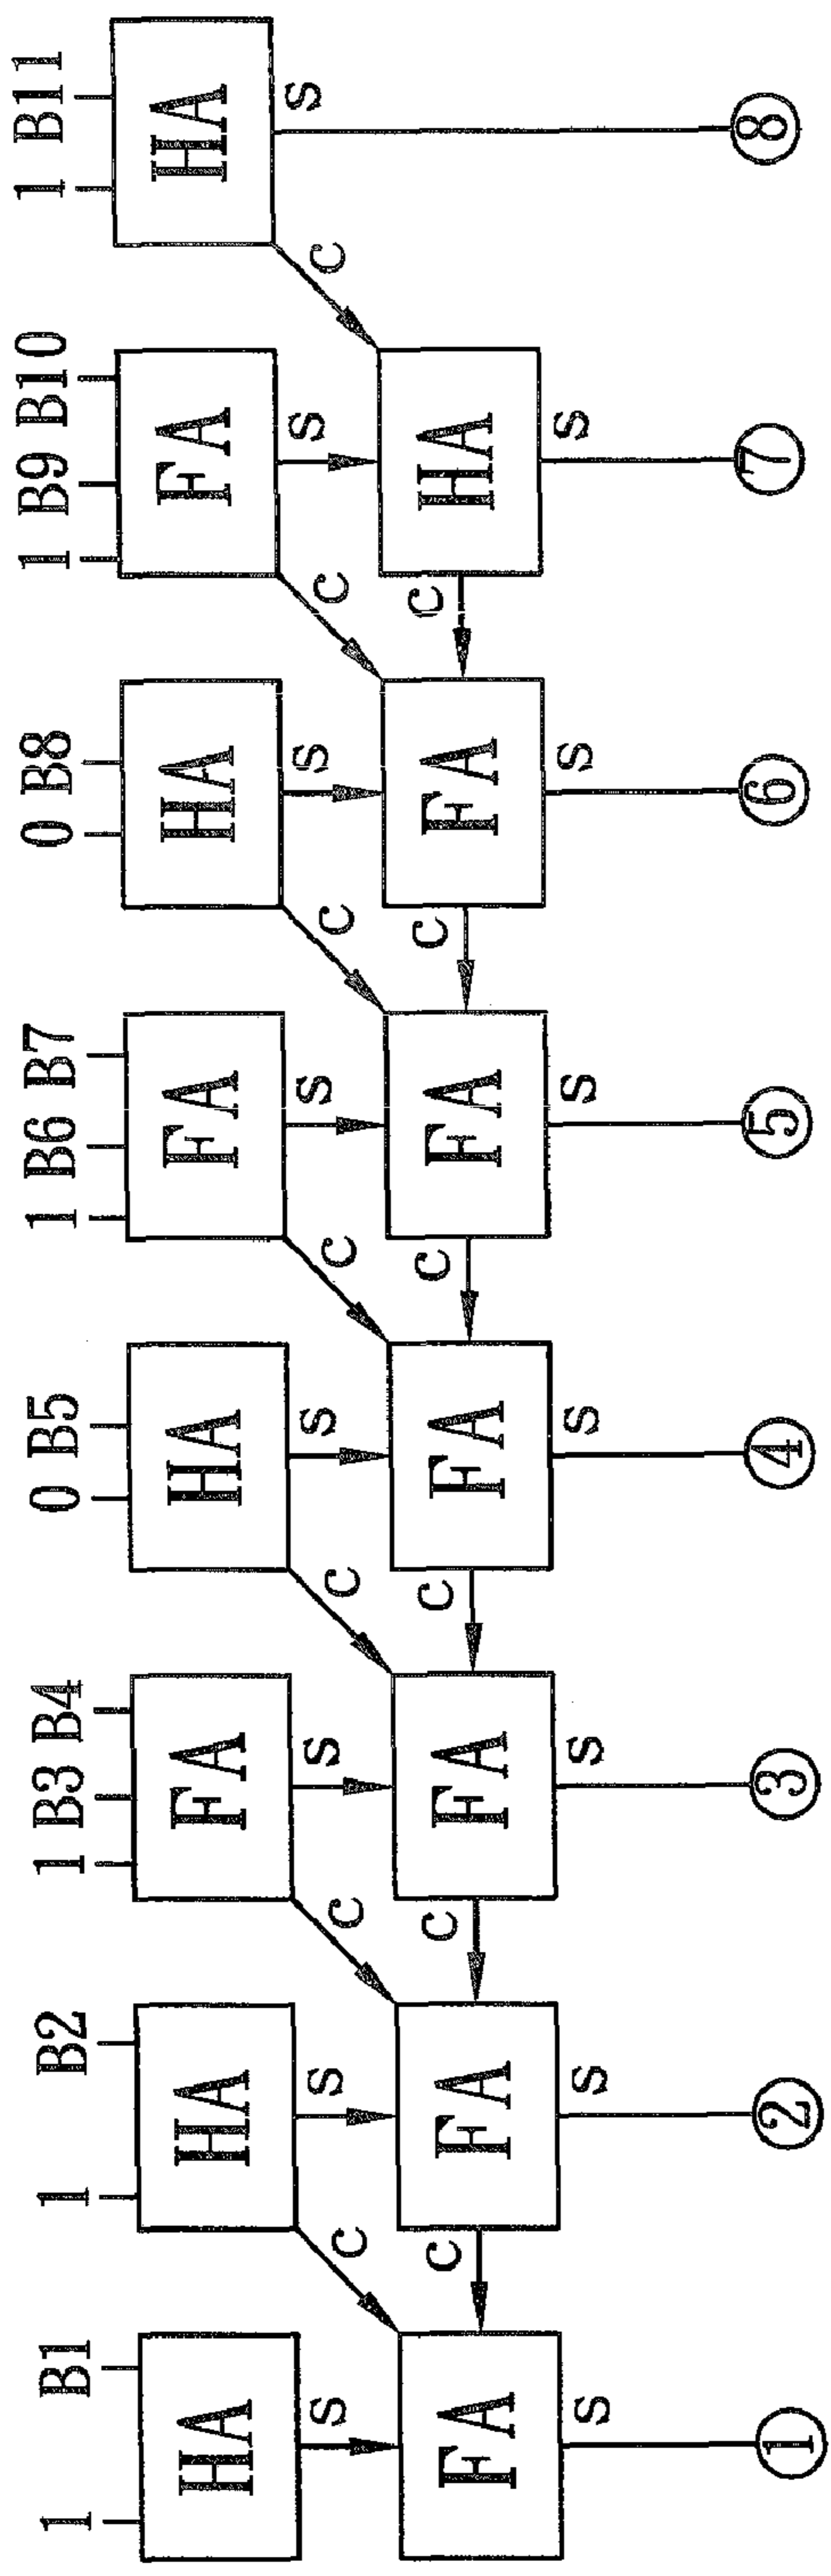 1 B1 1 B2 1 B3 B4 0 B5 1 B6 B7 0 B8 1 B9 B10 1 B11
HA HA FA HA FA HA FA HA
S C S C S C S C S C S C S C S
FA FA FA FA FA FA HA
C C C C C C
S S S S S S S
1 2 3 4 5 6 7 8